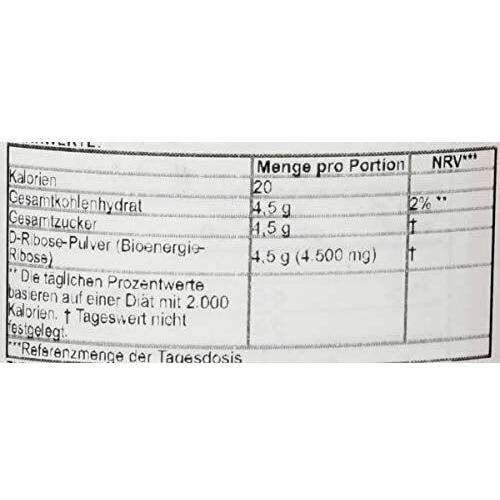 Menge pro Portion NRV***
Kalorien 20
Gesamtkohlenhydrat 4,5 g 2% **
Gesamtzucker 4,5 g †
D-Ribose-Pulver (Bioenergie-
Ribose) 4,5 g (4.500 mg) †
** Die täglichen Prozentwerte
basieren auf einer Diät mit 2.000
Kalorien. † Tageswert nicht
festgelegt.
***Referenzmenge der Tagesdosis